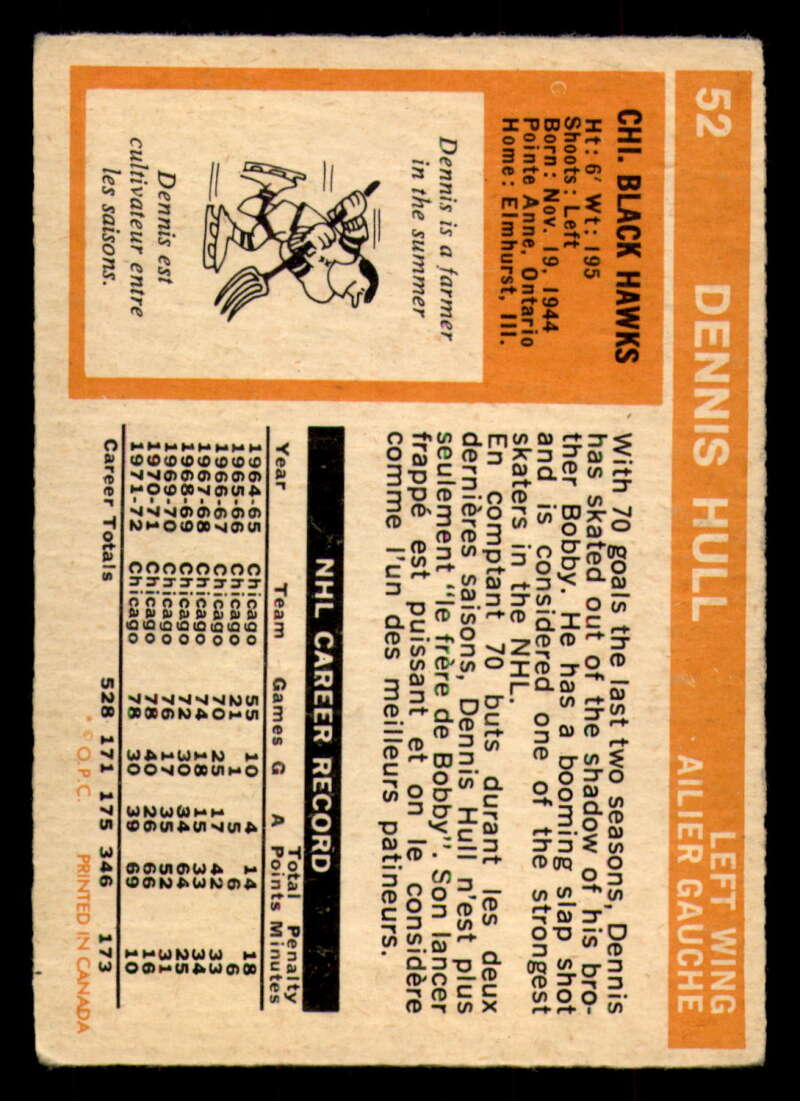 52 DENNIS HULL LEFT WING
AILIER GAUCHE
CHI. BLACK HAWKS
Ht: 6' Wt: 195
Shoots: Left
Born: Nov. 19, 1944
Pointe Anne, Ontario
Home: Elmhurst, Ill.
Dennis is a farmer
in the summer
Dennis est
cultivateur entre
les saisons.
With 70 goals the last two seasons, Dennis
has skated out of the shadow of his bro-
ther Bobby. He has a booming slap shot
and is considered one of the strongest
skaters in the NHL.
En comptant 70 buts durant les deux
dernières saisons, Dennis Hull n'est plus
seulement "le frère de Bobby". Son lancer
frappé est puissant et on le considère
comme l'un des meilleurs patineurs.
NHL CAREER RECORD
Total Penalty
Year Team Games G A Points Minutes
1964-65 Chicago 55 10 4 14 18
1965-66 Chicago 21 1 5 6 6
1966-67 Chicago 70 25 17 42 33
1967-68 Chicago 74 18 15 33 34
1968-69 Chicago 72 30 34 64 25
1969-70 Chicago 76 17 35 52 31
1970-71 Chicago 78 40 26 66 16
1971-72 Chicago 78 30 39 69 10
Career Totals 528 171 175 346 173
* © O.P.C. PRINTED IN CANADA